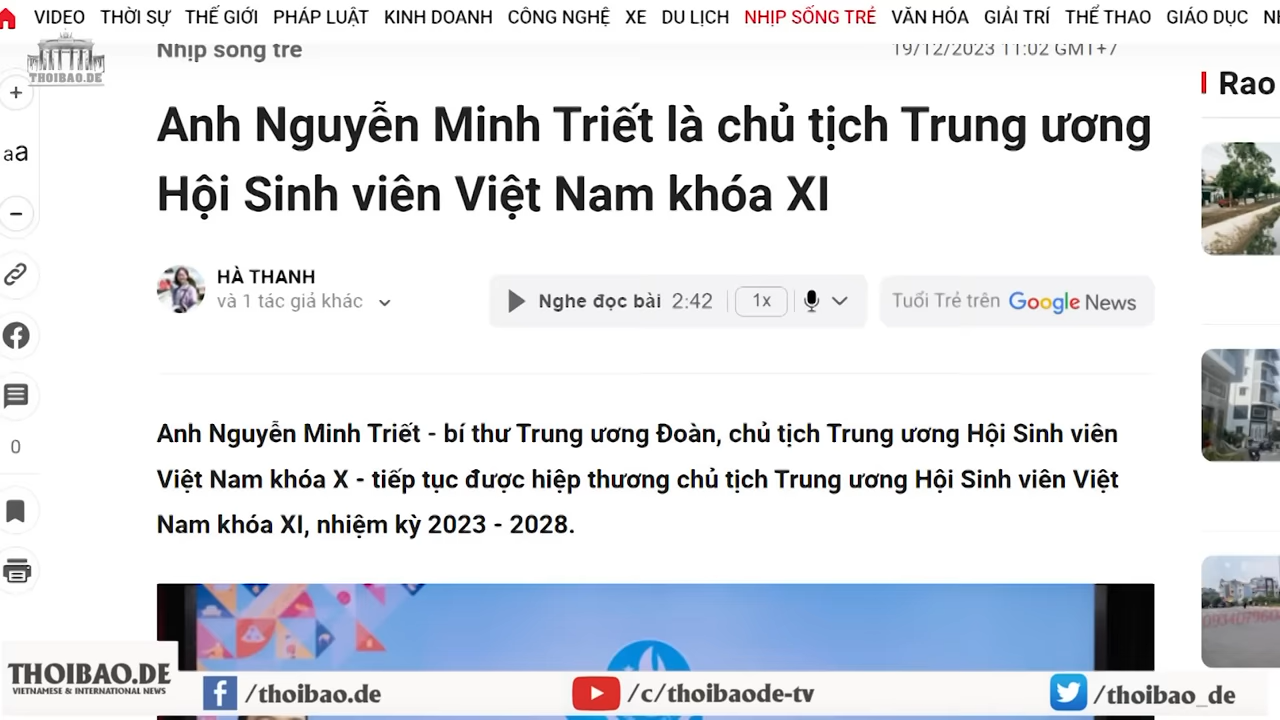 VIDEO THỜI SỰ THẾ GIỚI PHÁP LUẬT KINH DOANH CÔNG NGHỆ XE DU LỊCH NHỊP SỐNG TRẺ VĂN HÓA GIẢI TRÍ THỂ THAO GIÁO DỤC
THOIBAO.DE
Nhịp sống trẻ
19/12/2023 11:02 GMT+7
Rao
+
aa
−
Anh Nguyễn Minh Triết là chủ tịch Trung ương
Hội Sinh viên Việt Nam khóa XI
HÀ THANH
và 1 tác giả khác
Nghe đọc bài 2:42 1x
Tuổi Trẻ trên Google News
0
Anh Nguyễn Minh Triết - bí thư Trung ương Đoàn, chủ tịch Trung ương Hội Sinh viên
Việt Nam khóa X - tiếp tục được hiệp thương chủ tịch Trung ương Hội Sinh viên Việt
Nam khóa XI, nhiệm kỳ 2023 - 2028.
THOIBAO.DE
VIETNAMESE & INTERNATIONAL NEWS
/thoibao.de
/c/thoibaode-tv
/thoibao_de